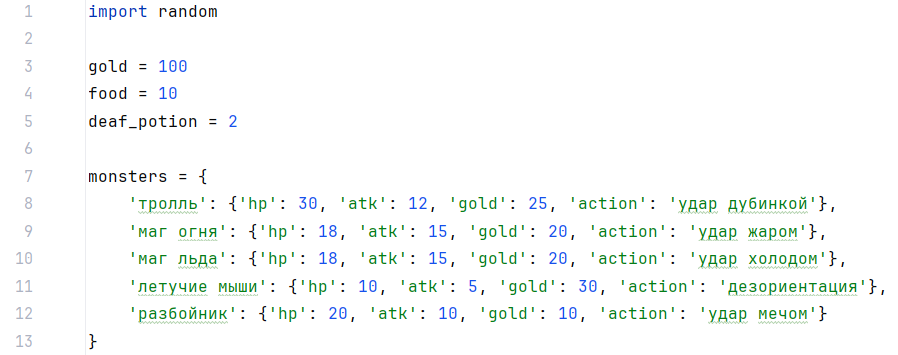 1 import random
2
3 gold = 100
4 food = 10
5 deaf_potion = 2
6
7 monsters = {
8     'тролль': {'hp': 30, 'atk': 12, 'gold': 25, 'action': 'удар дубинкой'},
9     'маг огня': {'hp': 18, 'atk': 15, 'gold': 20, 'action': 'удар жаром'},
10     'маг льда': {'hp': 18, 'atk': 15, 'gold': 20, 'action': 'удар холодом'},
11     'летучие мыши': {'hp': 10, 'atk': 5, 'gold': 30, 'action': 'дезориентация'},
12     'разбойник': {'hp': 20, 'atk': 10, 'gold': 10, 'action': 'удар мечом'}
13 }